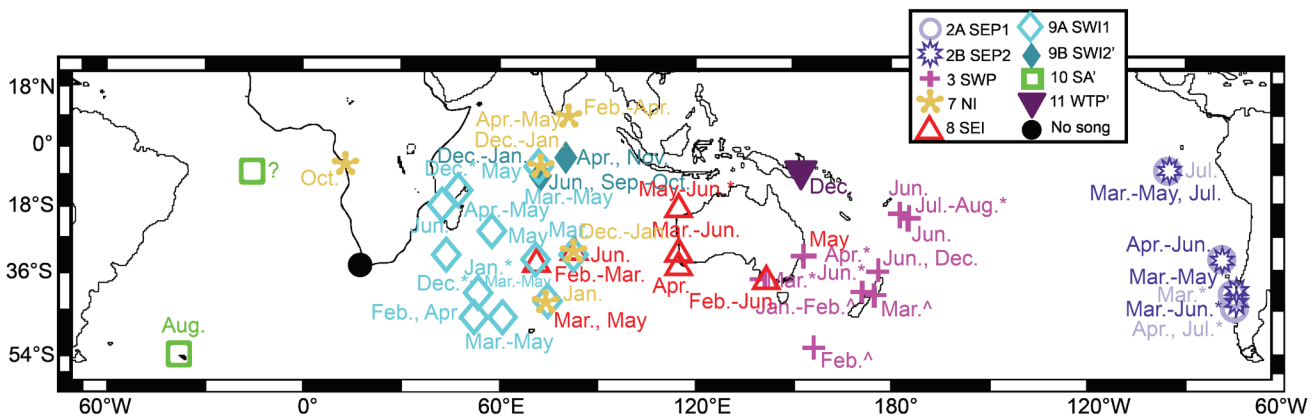 2A SEP1
9A SWI1
2B SEP2
9B SWI2'
3 SWP
10 SA'
7 NI
11 WTP'
8 SEI
No song
18°N
0°
18°S
36°S
54°S
60°W
0°
60°E
120°E
180°
120°W
60°W
Feb.-Apr.
Apr.-May
Dec.-Jan.
Dec.-Jan.
Apr., Nov.
Dec.*
May
?
Oct.
Jun., Sep.-Oct.
Mar.-May
May-Jun.*
Dec.
Jul.
Mar.-May, Jul.
Jun.
Jul.-Aug.*
Jun.
Apr.-May
Jun.
May
Mar.
Dec.-Jan.
Mar.-Jun.
May
Apr.*
Jun., Dec.
Apr.-Jun.
Jun.
Jan.*
Feb.-Mar.
Dec.*
Mar.-May
Apr.
Mar.*
Jun.*
Mar.-May
Jan.
Feb.-Jun.
Jan.-Feb.^
Mar.^
Mar.*
Feb., Apr.
Mar., May
Mar.-Jun.*
Apr., Jul.*
Aug.
Mar.-May
Feb.^